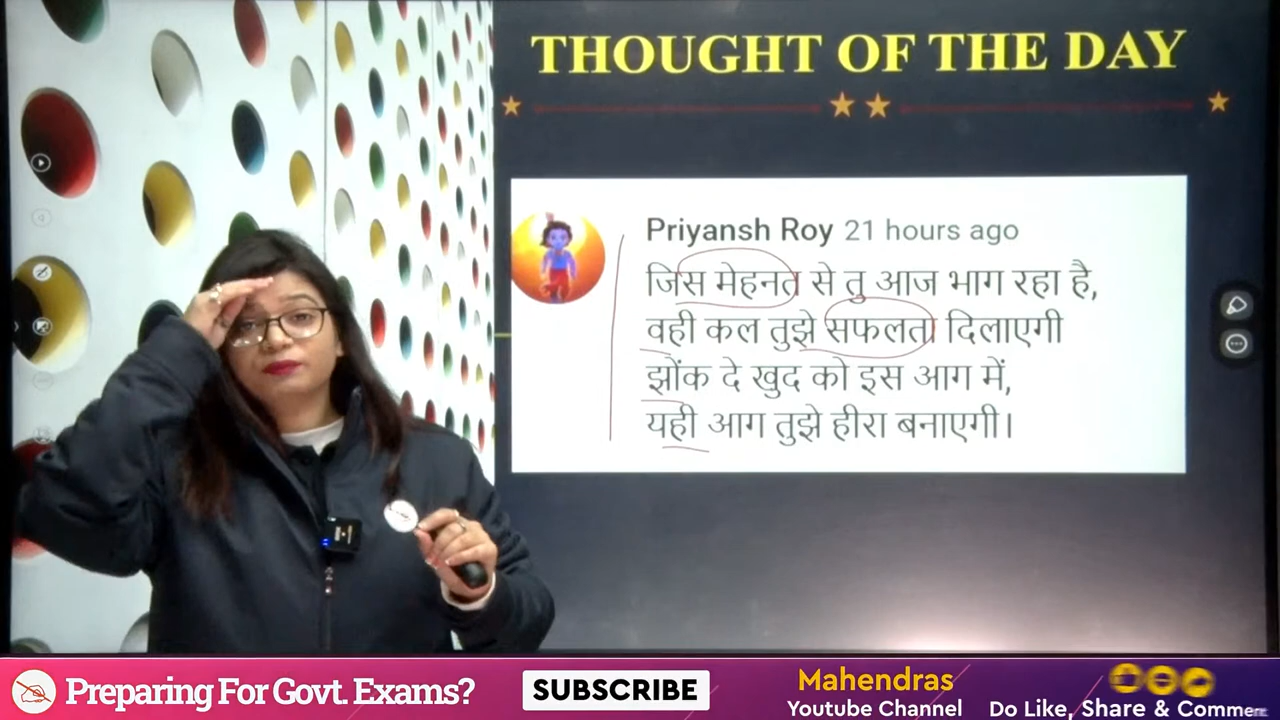 THOUGHT OF THE DAY
Priyansh Roy 21 hours ago
जिस मेहनत से तु आज भाग रहा है,
वही कल तुझे सफलता दिलाएगी
झोंक दे खुद को इस आग में,
यही आग तुझे हीरा बनाएगी।
Preparing For Govt. Exams?
SUBSCRIBE
Mahendras
Youtube Channel
Do Like, Share &